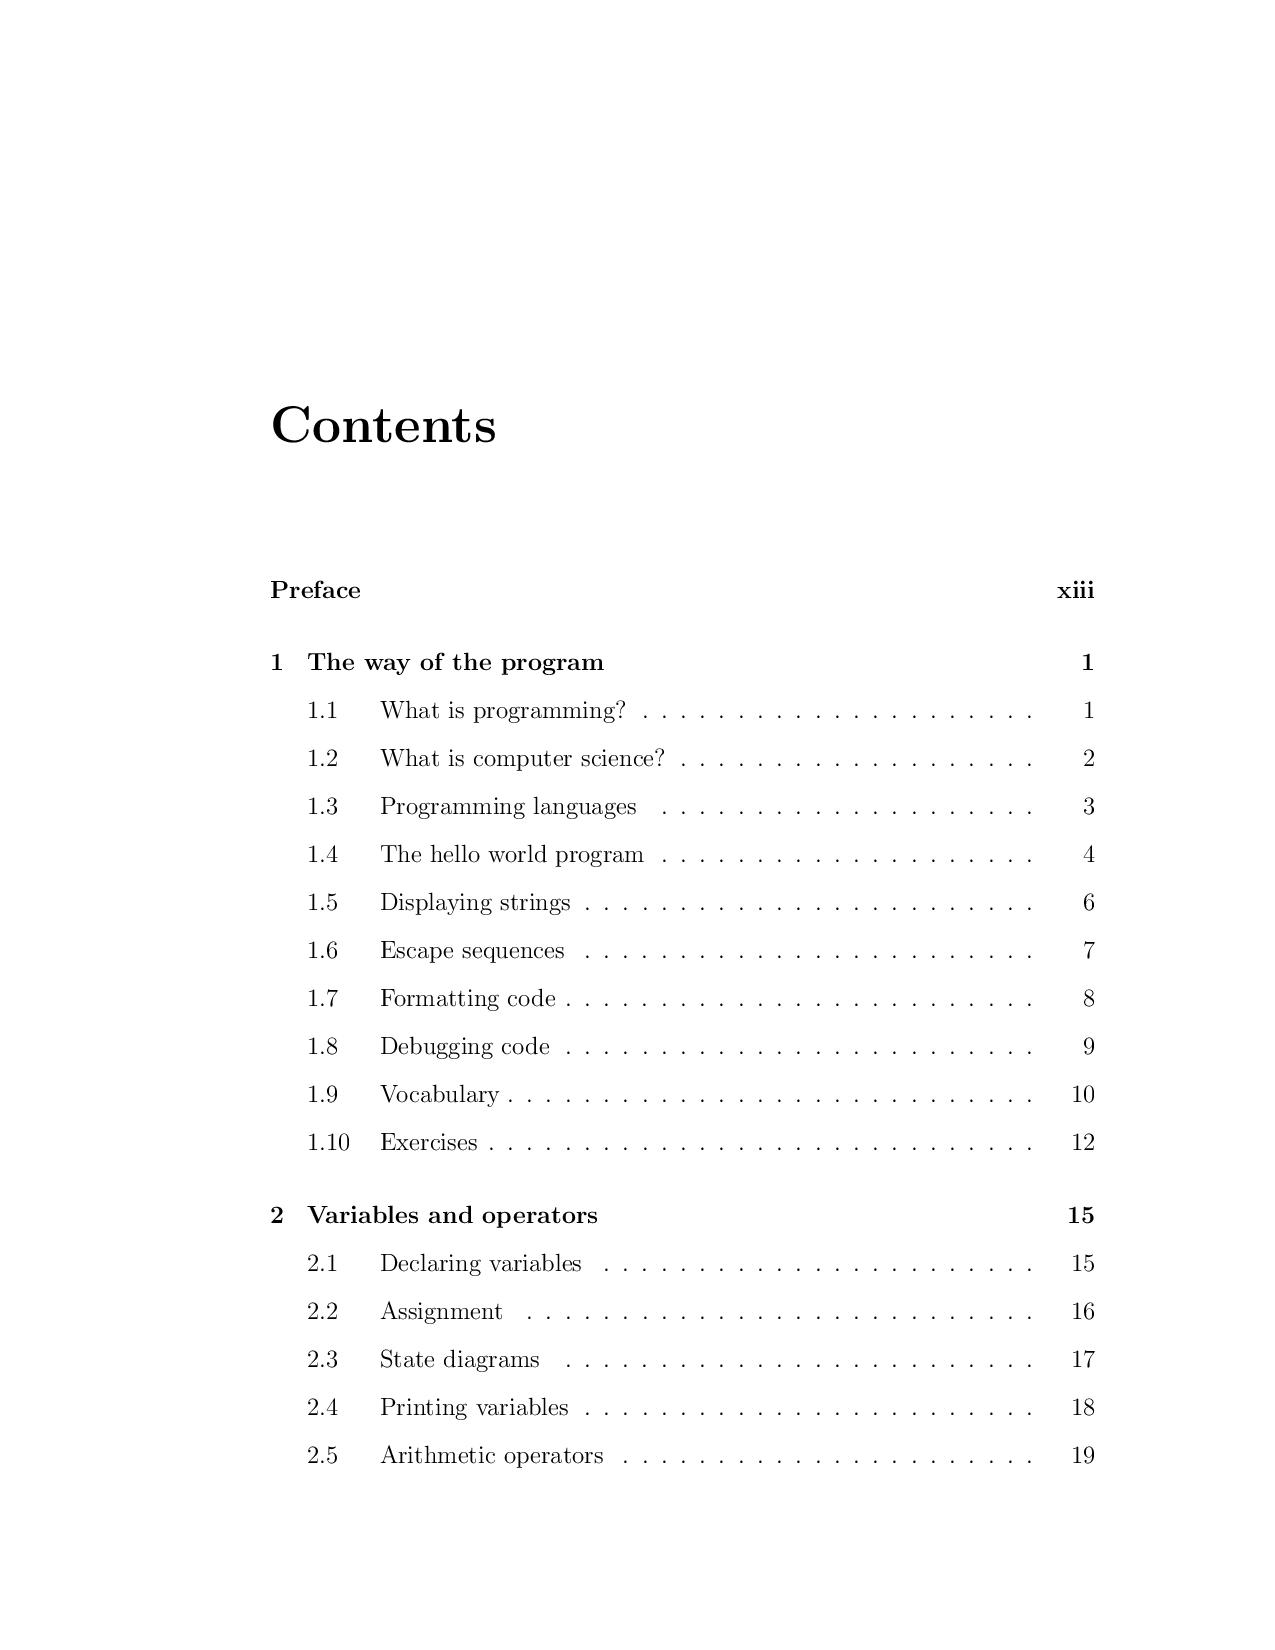 Contents
Preface xiii
1 The way of the program 1
1.1 What is programming? . . . . . . . . . . . . . . . . . . . . . 1
1.2 What is computer science? . . . . . . . . . . . . . . . . . . . 2
1.3 Programming languages . . . . . . . . . . . . . . . . . . . . 3
1.4 The hello world program . . . . . . . . . . . . . . . . . . . . 4
1.5 Displaying strings . . . . . . . . . . . . . . . . . . . . . . . . 6
1.6 Escape sequences . . . . . . . . . . . . . . . . . . . . . . . . 7
1.7 Formatting code . . . . . . . . . . . . . . . . . . . . . . . . . 8
1.8 Debugging code . . . . . . . . . . . . . . . . . . . . . . . . . 9
1.9 Vocabulary . . . . . . . . . . . . . . . . . . . . . . . . . . . . 10
1.10 Exercises . . . . . . . . . . . . . . . . . . . . . . . . . . . . . 12
2 Variables and operators 15
2.1 Declaring variables . . . . . . . . . . . . . . . . . . . . . . . 15
2.2 Assignment . . . . . . . . . . . . . . . . . . . . . . . . . . . 16
2.3 State diagrams . . . . . . . . . . . . . . . . . . . . . . . . . 17
2.4 Printing variables . . . . . . . . . . . . . . . . . . . . . . . . 18
2.5 Arithmetic operators . . . . . . . . . . . . . . . . . . . . . . 19